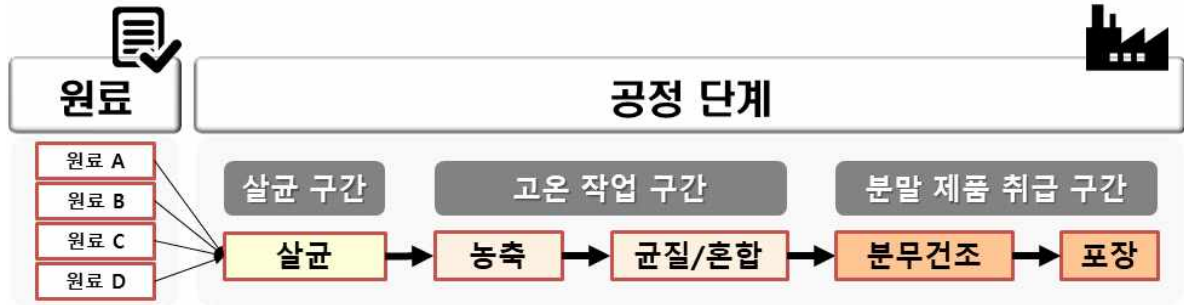 원료
공정 단계
원료 A
원료 B
원료 C
원료 D
살균 구간
고온 작업 구간
분말 제품 취급 구간
살균
농축
균질/혼합
분무건조
포장